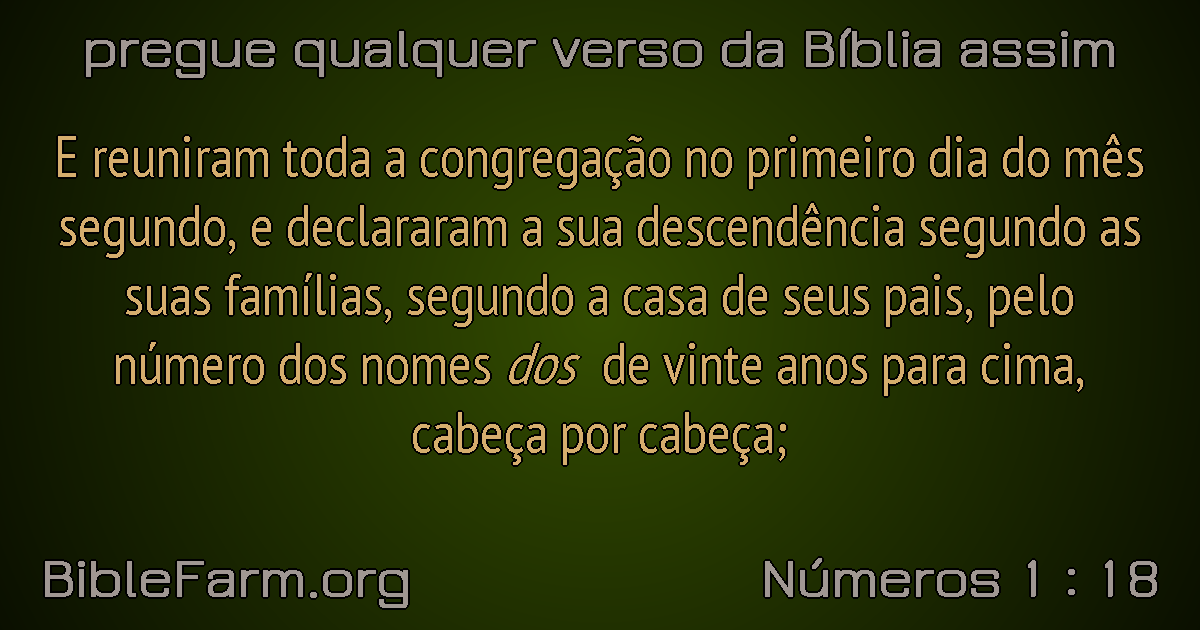 pregue qualquer verso da Bíblia assim
E reuniram toda a congregação no primeiro dia do mês
segundo, e declararam a sua descendência segundo as
suas famílias, segundo a casa de seus pais, pelo
número dos nomes dos de vinte anos para cima,
cabeça por cabeça;
BibleFarm.org
Números 1 : 18